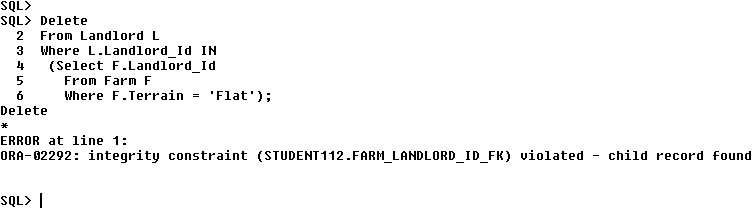 SQL>
SQL> Delete
2 From Landlord L
3 Where L.Landlord_Id IN
4 (Select F.Landlord_Id
5 From Farm F
6 Where F.Terrain = 'Flat');
Delete
*
ERROR at line 1:
ORA-02292: integrity constraint (STUDENT112.FARM_LANDLORD_ID_FK) violated - child record found
SQL>